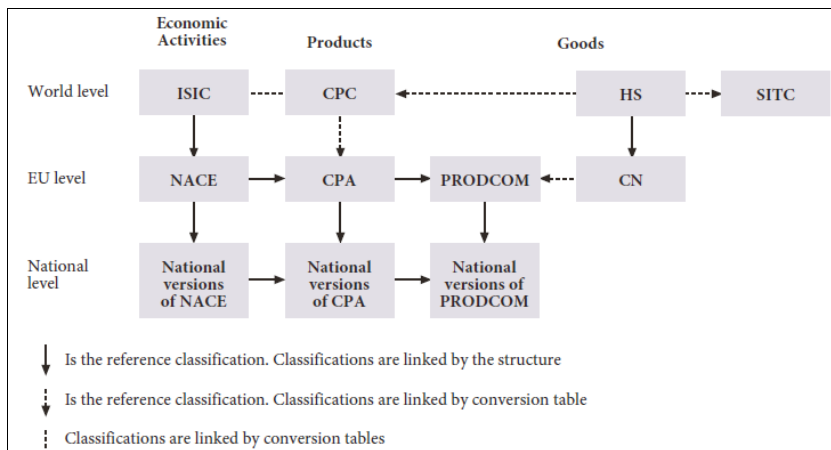 Economic
Activities
Products
Goods
World level
ISIC
CPC
HS
SITC
EU level
NACE
CPA
PRODCOM
CN
National
level
National
versions
of NACE
National
versions
of CPA
National
versions of
PRODCOM
Is the reference classification. Classifications are linked by the structure
Is the reference classification. Classifications are linked by conversion table
Classifications are linked by conversion tables